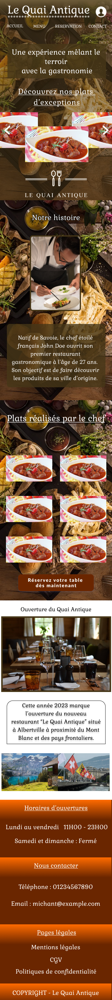 Le Quai Antique
******************************
ACCUEIL MENU RESERVATION CONTACT
Une expérience mêlant le
terroir
avec la gastronomie
Découvrez nos plats
d’exceptions
LE QUAI ANTIQUE
Notre histoire
Natif de Savoie, le chef étoilé
français John Doe ouvrit son
premier restaurant
gastronomique à l’âge de 27 ans.
Son objectif est de faire découvrir
les produits de sa ville d’origine.
Plats réalisés par le chef
Réservez votre table
dès maintenant
Ouverture du Quai Antique
Cette année 2023 marque
l’ouverture du nouveau
restaurant “Le Quai Antique” situé
à Albertville à proximité du Mont
Blanc et des pays frontaliers.
Horaires d’ouvertures
Lundi au vendredi 11H00 - 23H00
Samedi et dimanche : Fermé
Nous contacter
Téléphone : 01234567890
Email : michant@example.com
Pages légales
Mentions légales
CGV
Politiques de confidentialité
COPYRIGHT - Le Quai Antique